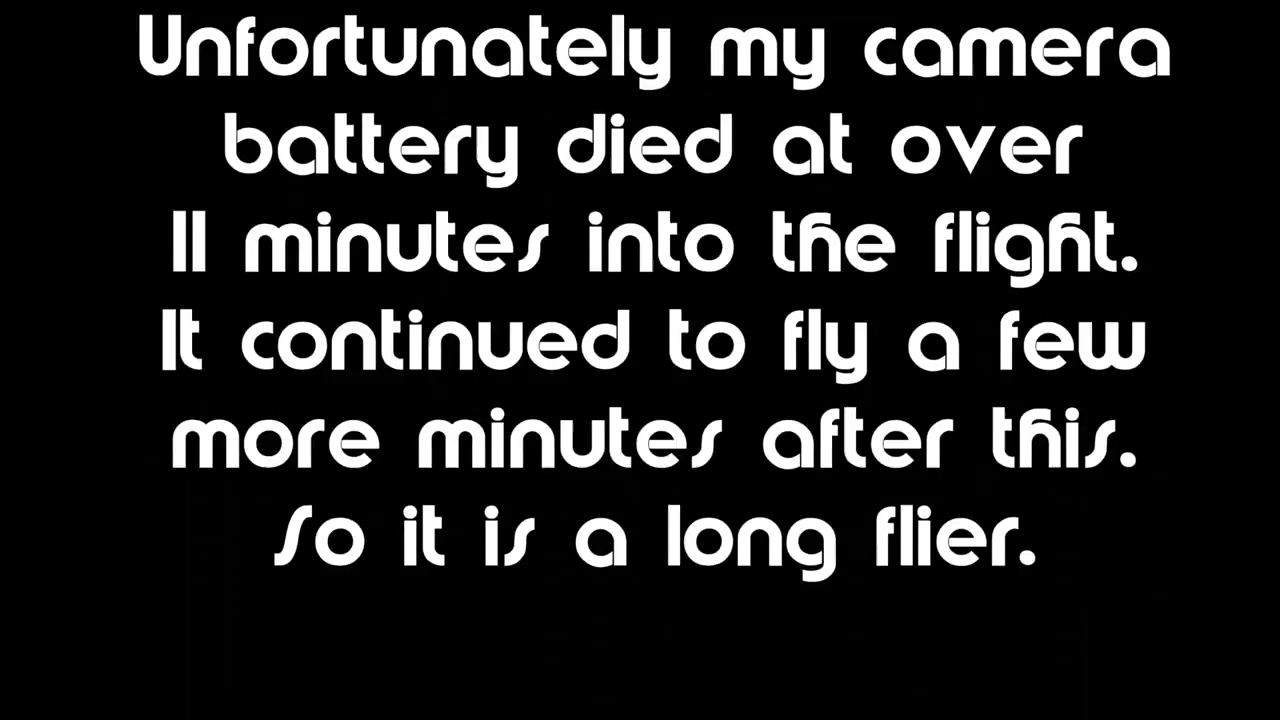 Unfortunately my camera
battery died at over
11 minutes into the flight.
It continued to fly a few
more minutes after this.
So it is a long flier.